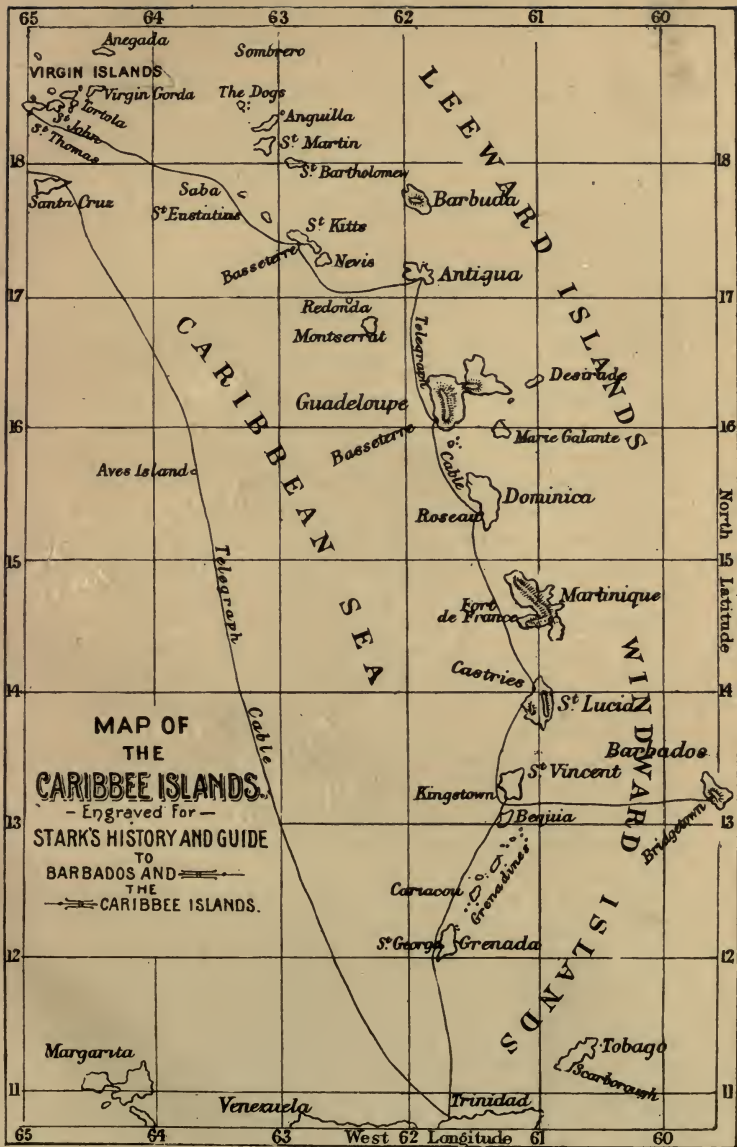 65 64 63 62 61 60
Anegada
Sombrero
VIRGIN ISLANDS
Virgin Gorda
The Dogs
Tortola
Anguilla
St John
St Martin
St Thomas
18 18
St Bartholomew
Santa Cruz
Saba
Barbuda
St Eustatius
St Kitts
Basseterre
Nevis
Antigua
17 17
LEEWARD ISLANDS
Redonda
Montserrat
Telegraph
Cable
CARIBBEAN SEA
Desirade
Guadeloupe
16 16
Basseterre
Marie Galante
Aves Island
Dominica
Roseau
North Latitude
15 15
Telegraph
Cable
Martinique
Fort
de France
Castries
14 14
St Lucia
WINDWARD ISLANDS
Barbados
St Vincent
Kingstown
Bequia
13 13
Bridgetown
MAP OF
THE
CARIBBEE ISLANDS.
- Engraved For -
STARK'S HISTORY AND GUIDE
TO
BARBADOS AND
THE
CARIBBEE ISLANDS.
Cariacou
Grenadines
St George
Grenada
12 12
Margarita
Tobago
Scarborough
11 11
Venezuela
Trinidad
65 64 63 West 62 Longitude 61 60